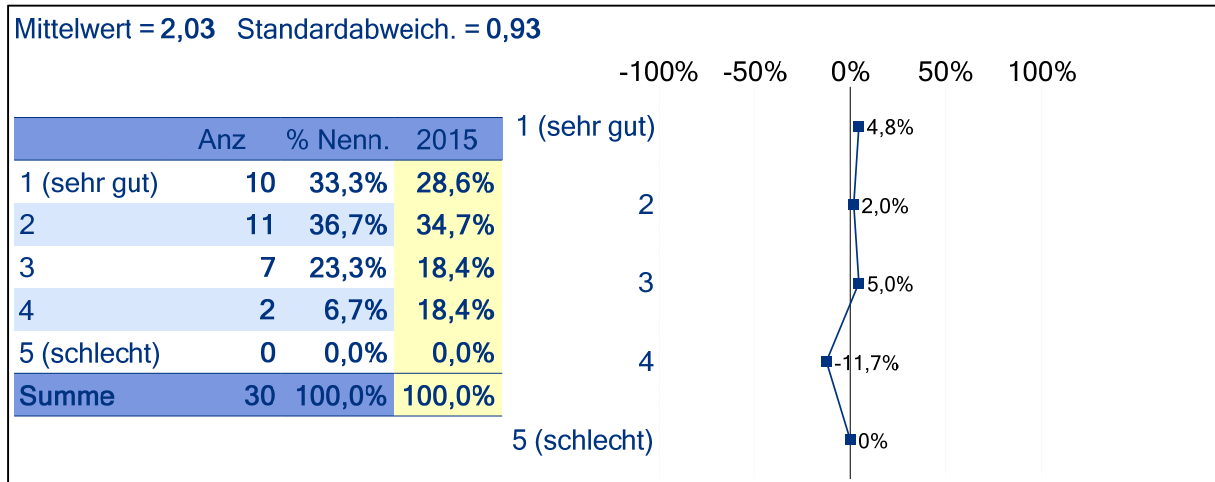 Mittelwert = 2,03 Standardabweich. = 0,93
Anz % Nenn. 2015
1 (sehr gut) 10 33,3% 28,6%
2 11 36,7% 34,7%
3 7 23,3% 18,4%
4 2 6,7% 18,4%
5 (schlecht) 0 0,0% 0,0%
Summe 30 100,0% 100,0%
-100% -50% 0% 50% 100%
1 (sehr gut) 4,8%
2 2,0%
3 5,0%
4 -11,7%
5 (schlecht) 0%